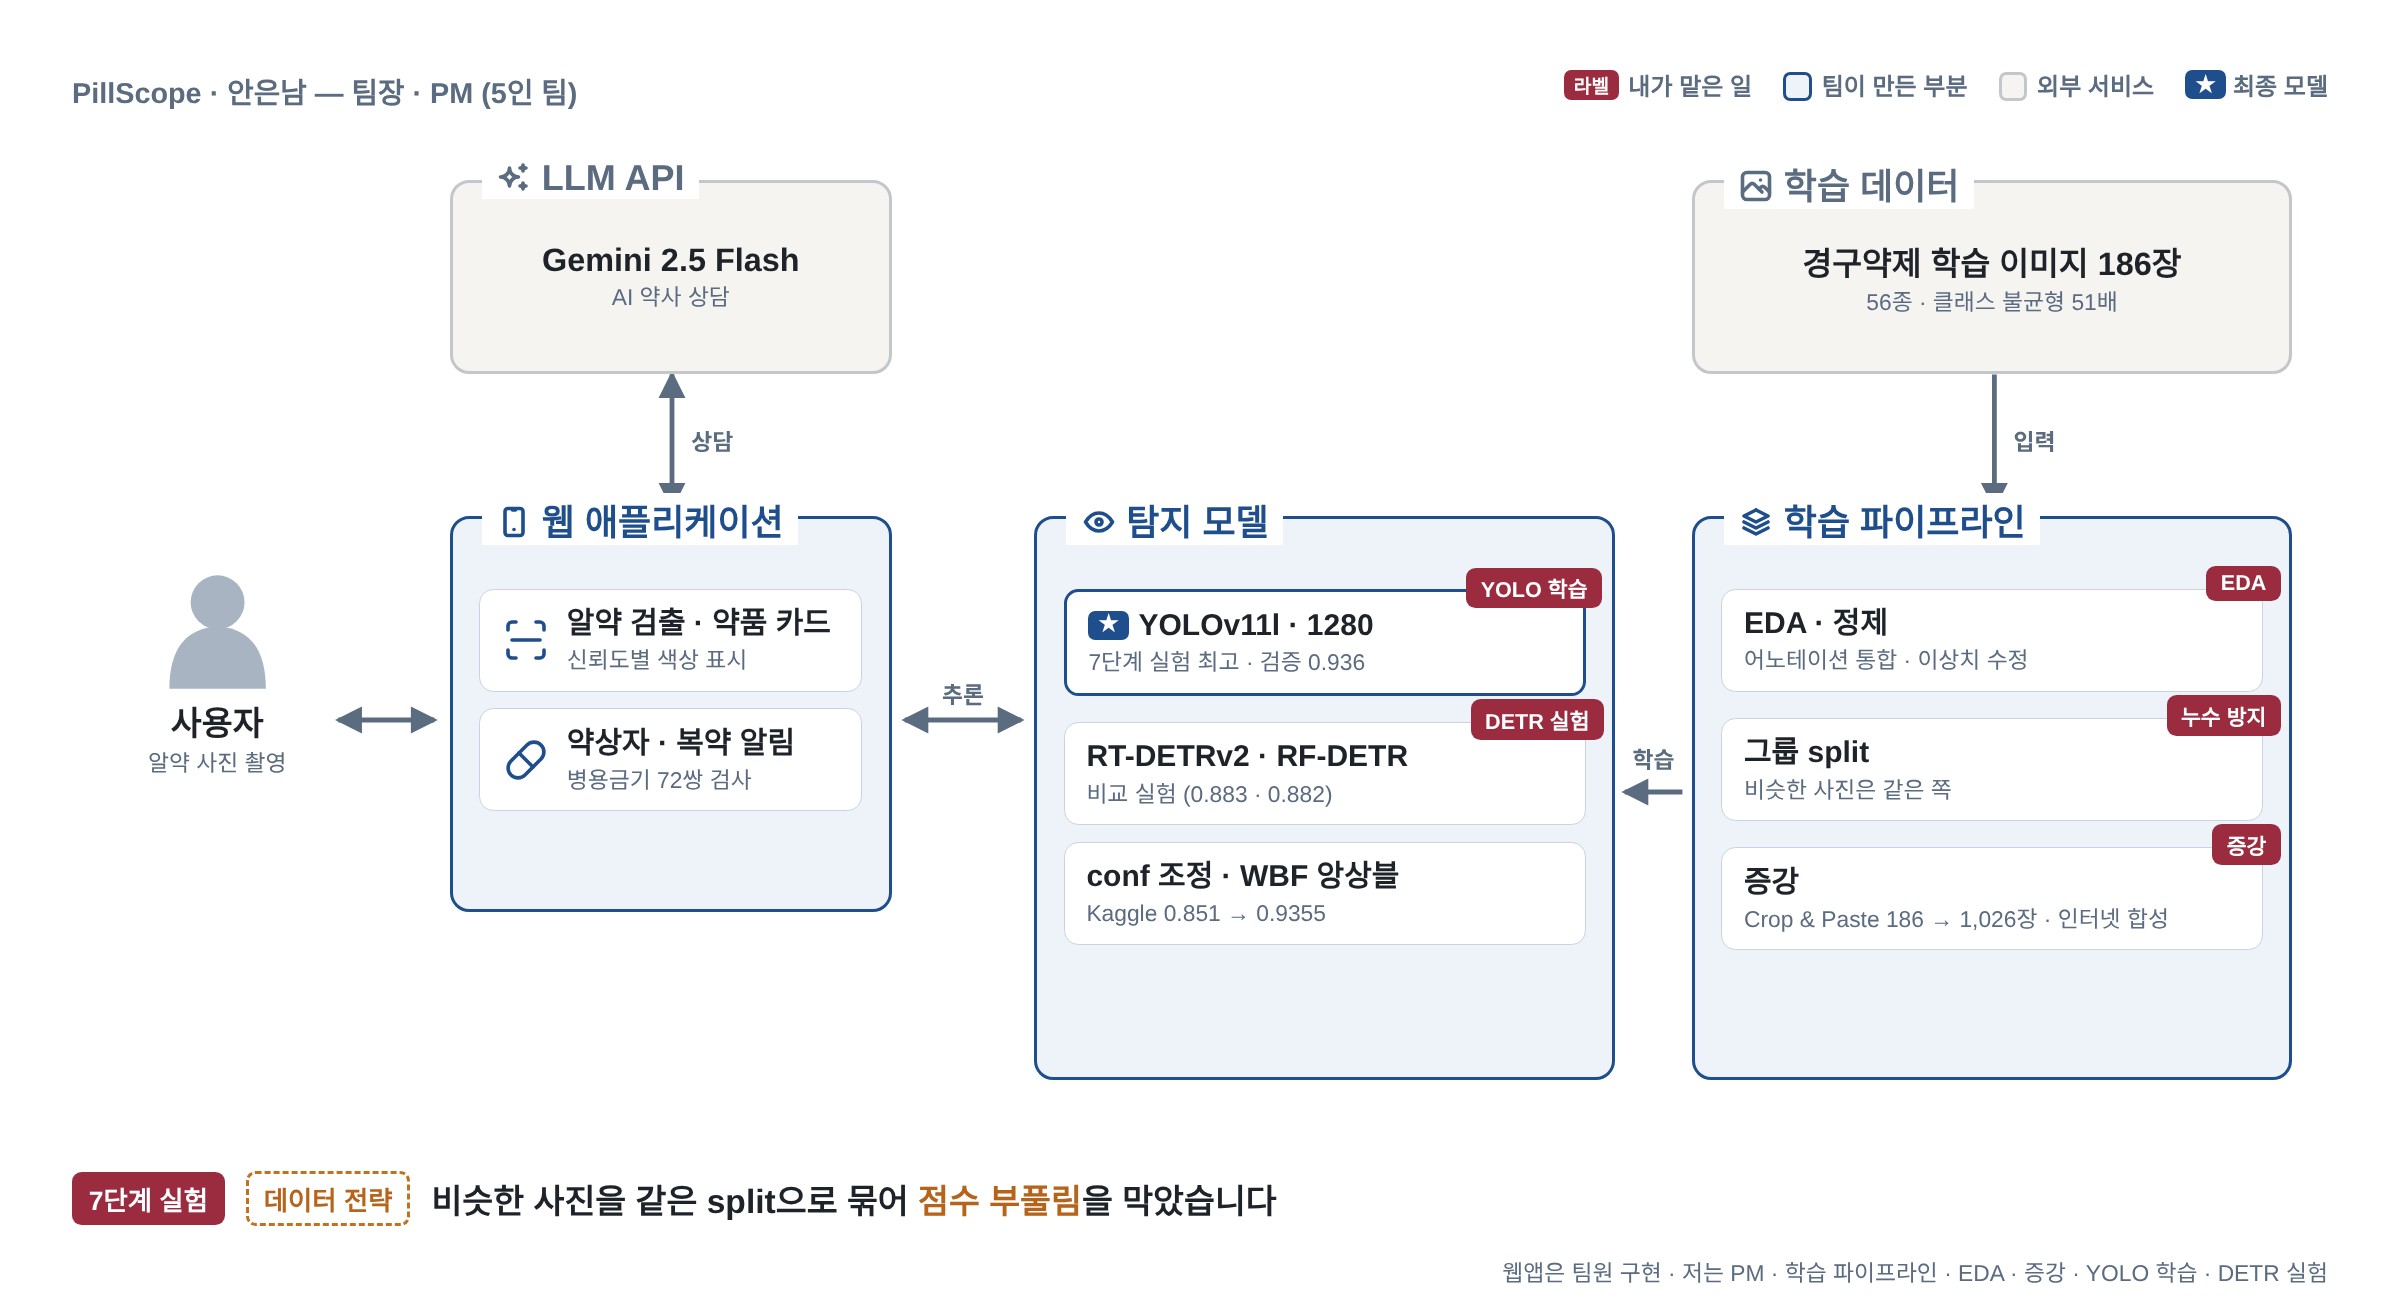 PillScope · 안은남 — 팀장 · PM (5인 팀)
라벨 내가 맡은 일 팀이 만든 부분 외부 서비스 ★ 최종 모델
LLM API
Gemini 2.5 Flash
AI 약사 상담
학습 데이터
경구약제 학습 이미지 186장
56종 · 클래스 불균형 51배
상담
입력
사용자
알약 사진 촬영
웹 애플리케이션
알약 검출 · 약품 카드
신뢰도별 색상 표시
약상자 · 복약 알림
병용금기 72쌍 검사
추론
탐지 모델
YOLO 학습
★ YOLOv11l · 1280
7단계 실험 최고 · 검증 0.936
DETR 실험
RT-DETRv2 · RF-DETR
비교 실험 (0.883 · 0.882)
conf 조정 · WBF 앙상블
Kaggle 0.851 → 0.9355
학습
학습 파이프라인
EDA
EDA · 정제
어노테이션 통합 · 이상치 수정
누수 방지
그룹 split
비슷한 사진은 같은 쪽
증강
증강
Crop & Paste 186 → 1,026장 · 인터넷 합성
7단계 실험 데이터 전략 비슷한 사진을 같은 split으로 묶어 점수 부풀림을 막았습니다
웹앱은 팀원 구현 · 저는 PM · 학습 파이프라인 · EDA · 증강 · YOLO 학습 · DETR 실험